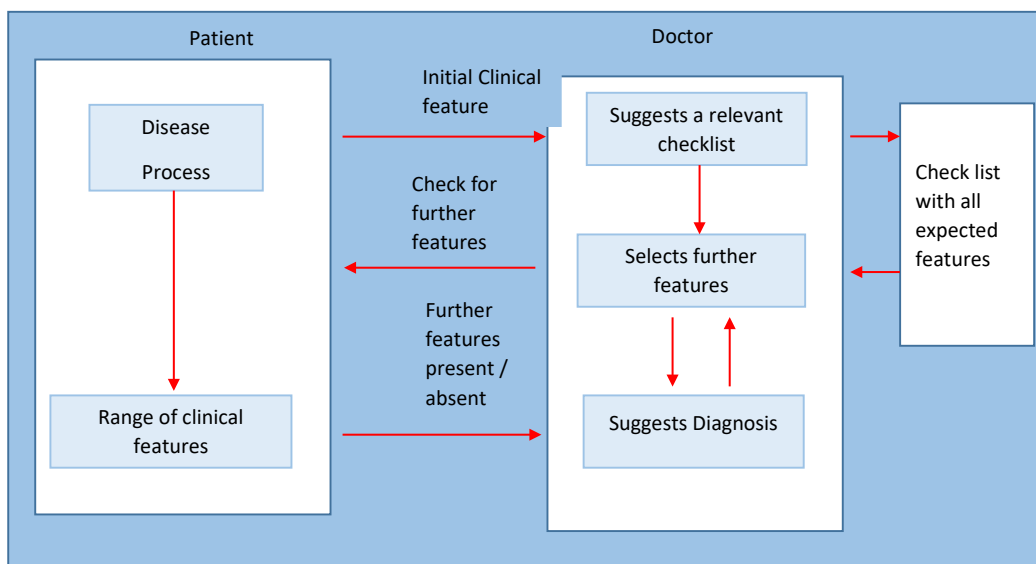 Patient
Doctor
Disease
Process
Range of clinical
features
Initial Clinical
feature
Check for
further
features
Further
features
present /
absent
Suggests a relevant
checklist
Selects further
features
Suggests Diagnosis
Check list
with all
expected
features